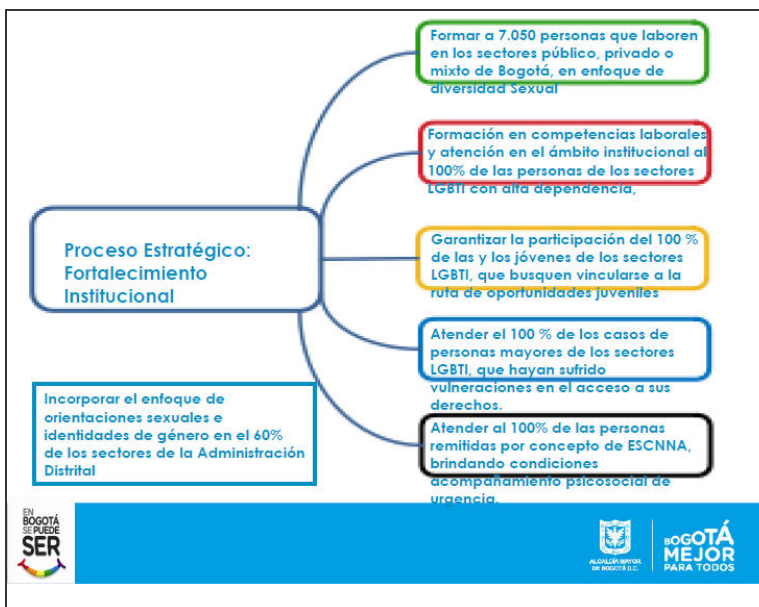 Formar a 7.050 personas que laboren
en los sectores público, privado o
mixto de Bogotá, en enfoque de
diversidad Sexual
Formación en competencias laborales
y atención en el ámbito institucional al
100% de las personas de los sectores
LGBTI con alta dependencia,
Proceso Estratégico:
Fortalecimiento
Institucional
Garantizar la participación del 100 %
de las y los jóvenes de los sectores
LGBTI, que busquen vincularse a la
ruta de oportunidades juveniles
Atender el 100 % de los casos de
personas mayores de los sectores
LGBTI, que hayan sufrido
vulneraciones en el acceso a sus
derechos.
Incorporar el enfoque de
orientaciones sexuales e
identidades de género en el 60%
de los sectores de la Administración
Distrital
Atender al 100% de las personas
remitidas por concepto de ESCNNA,
brindando condiciones
acompañamiento psicosocial de
urgencia.
EN
BOGOTÁ
SE PUEDE
SER
ALCALDÍA MAYOR
DE BOGOTÁ D.C.
BOGOTÁ
MEJOR
PARA TODOS